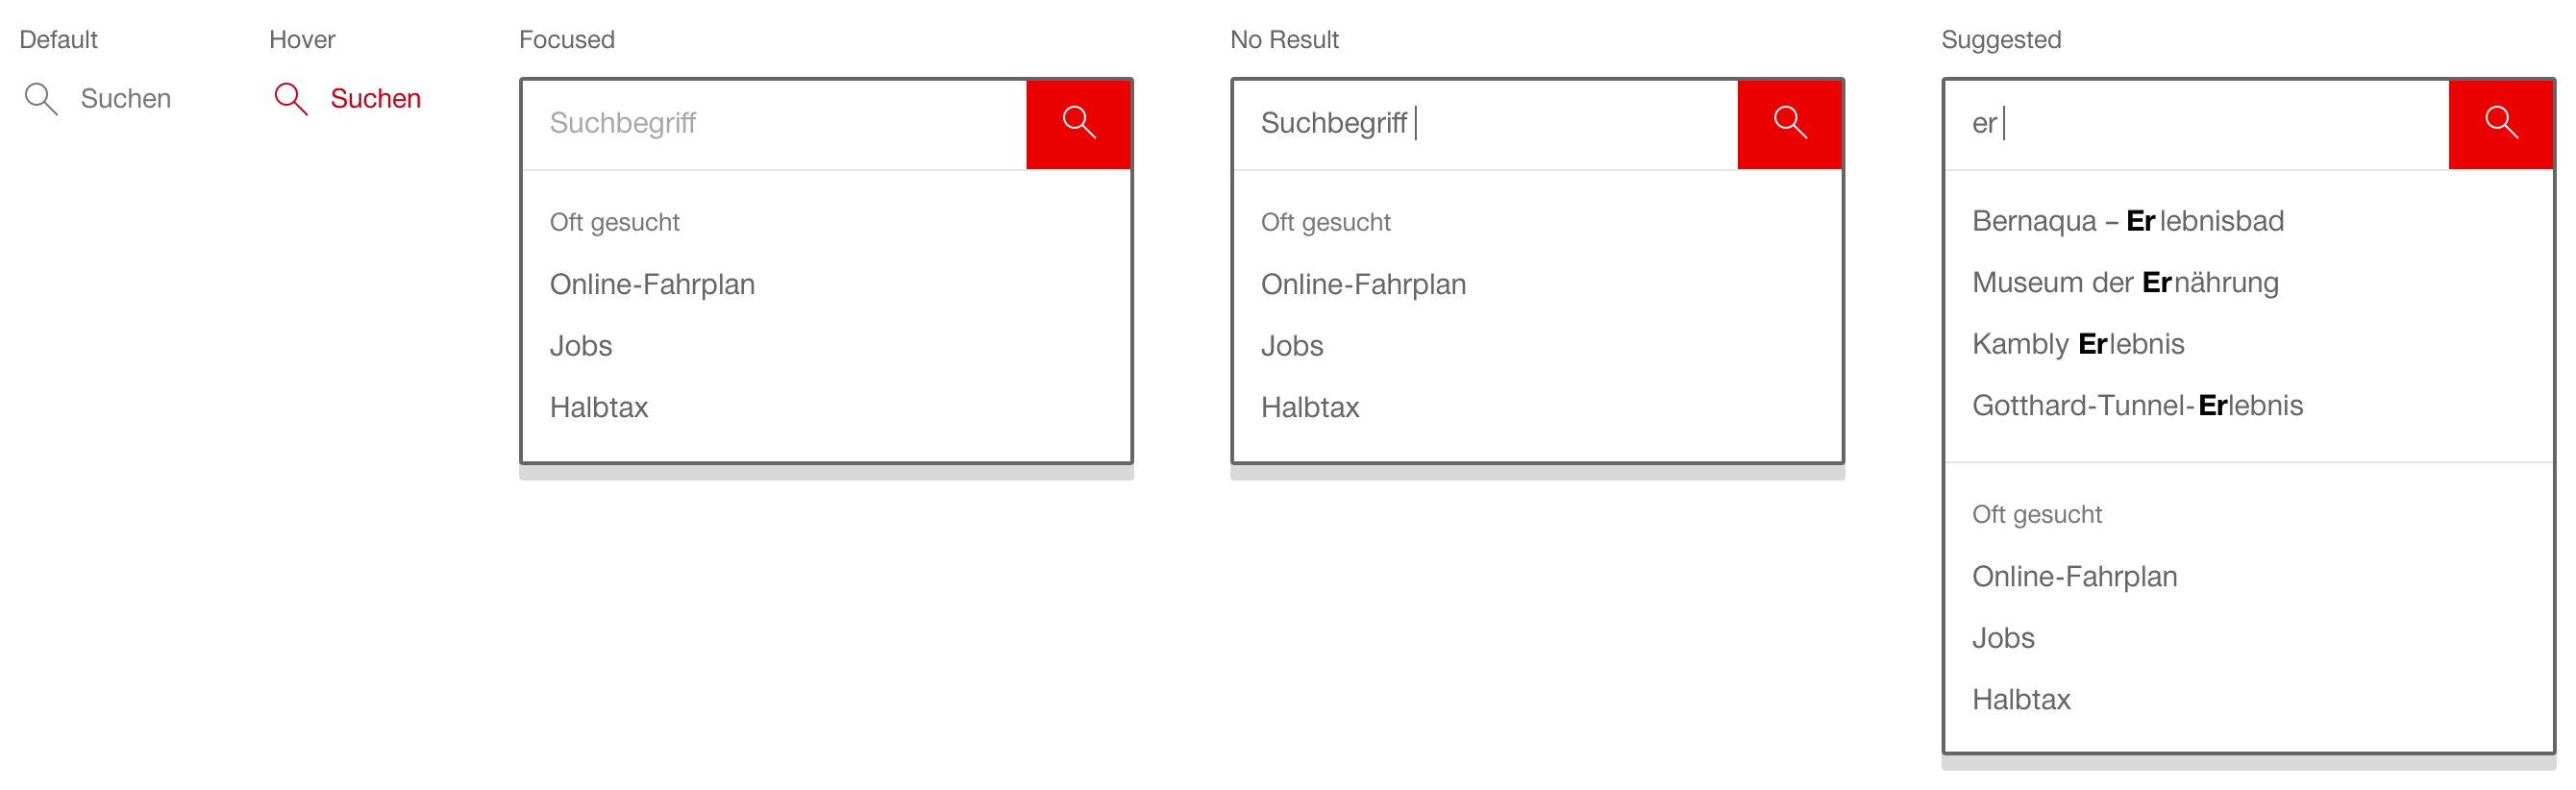 Default
Suchen
Hover
Suchen
Focused
Suchbegriff
Oft gesucht
Online-Fahrplan
Jobs
Halbtax
No Result
Suchbegriff
Oft gesucht
Online-Fahrplan
Jobs
Halbtax
Suggested
er
Bernaqua – Erlebnisbad
Museum der Ernährung
Kambly Erlebnis
Gotthard-Tunnel-Erlebnis
Oft gesucht
Online-Fahrplan
Jobs
Halbtax